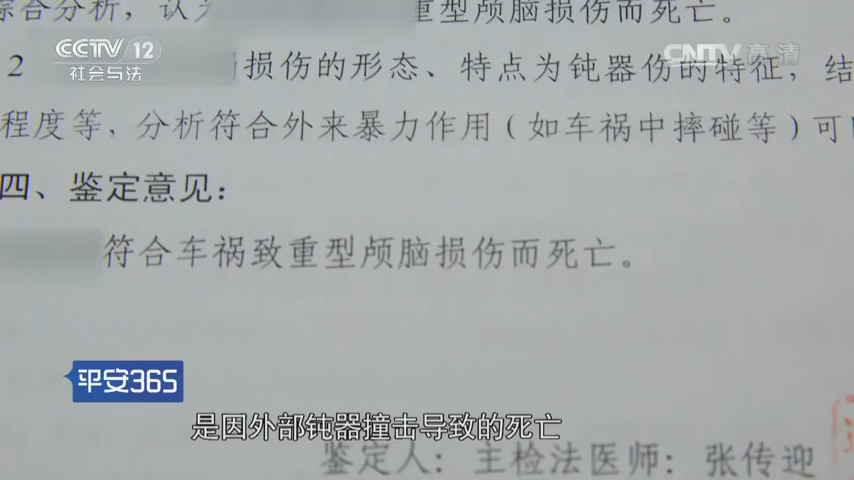 综合分析，认为 重型颅脑损伤而死亡。
CCTV 12
社会与法
CNTV 高清
2 损伤的形态、特点为钝器伤的特征，结
程度等，分析符合外来暴力作用（如车祸中摔碰等）可
四、鉴定意见：
符合车祸致重型颅脑损伤而死亡。
平安365
是因外部钝器撞击导致的死亡
鉴定人：主检法医师：张传迎